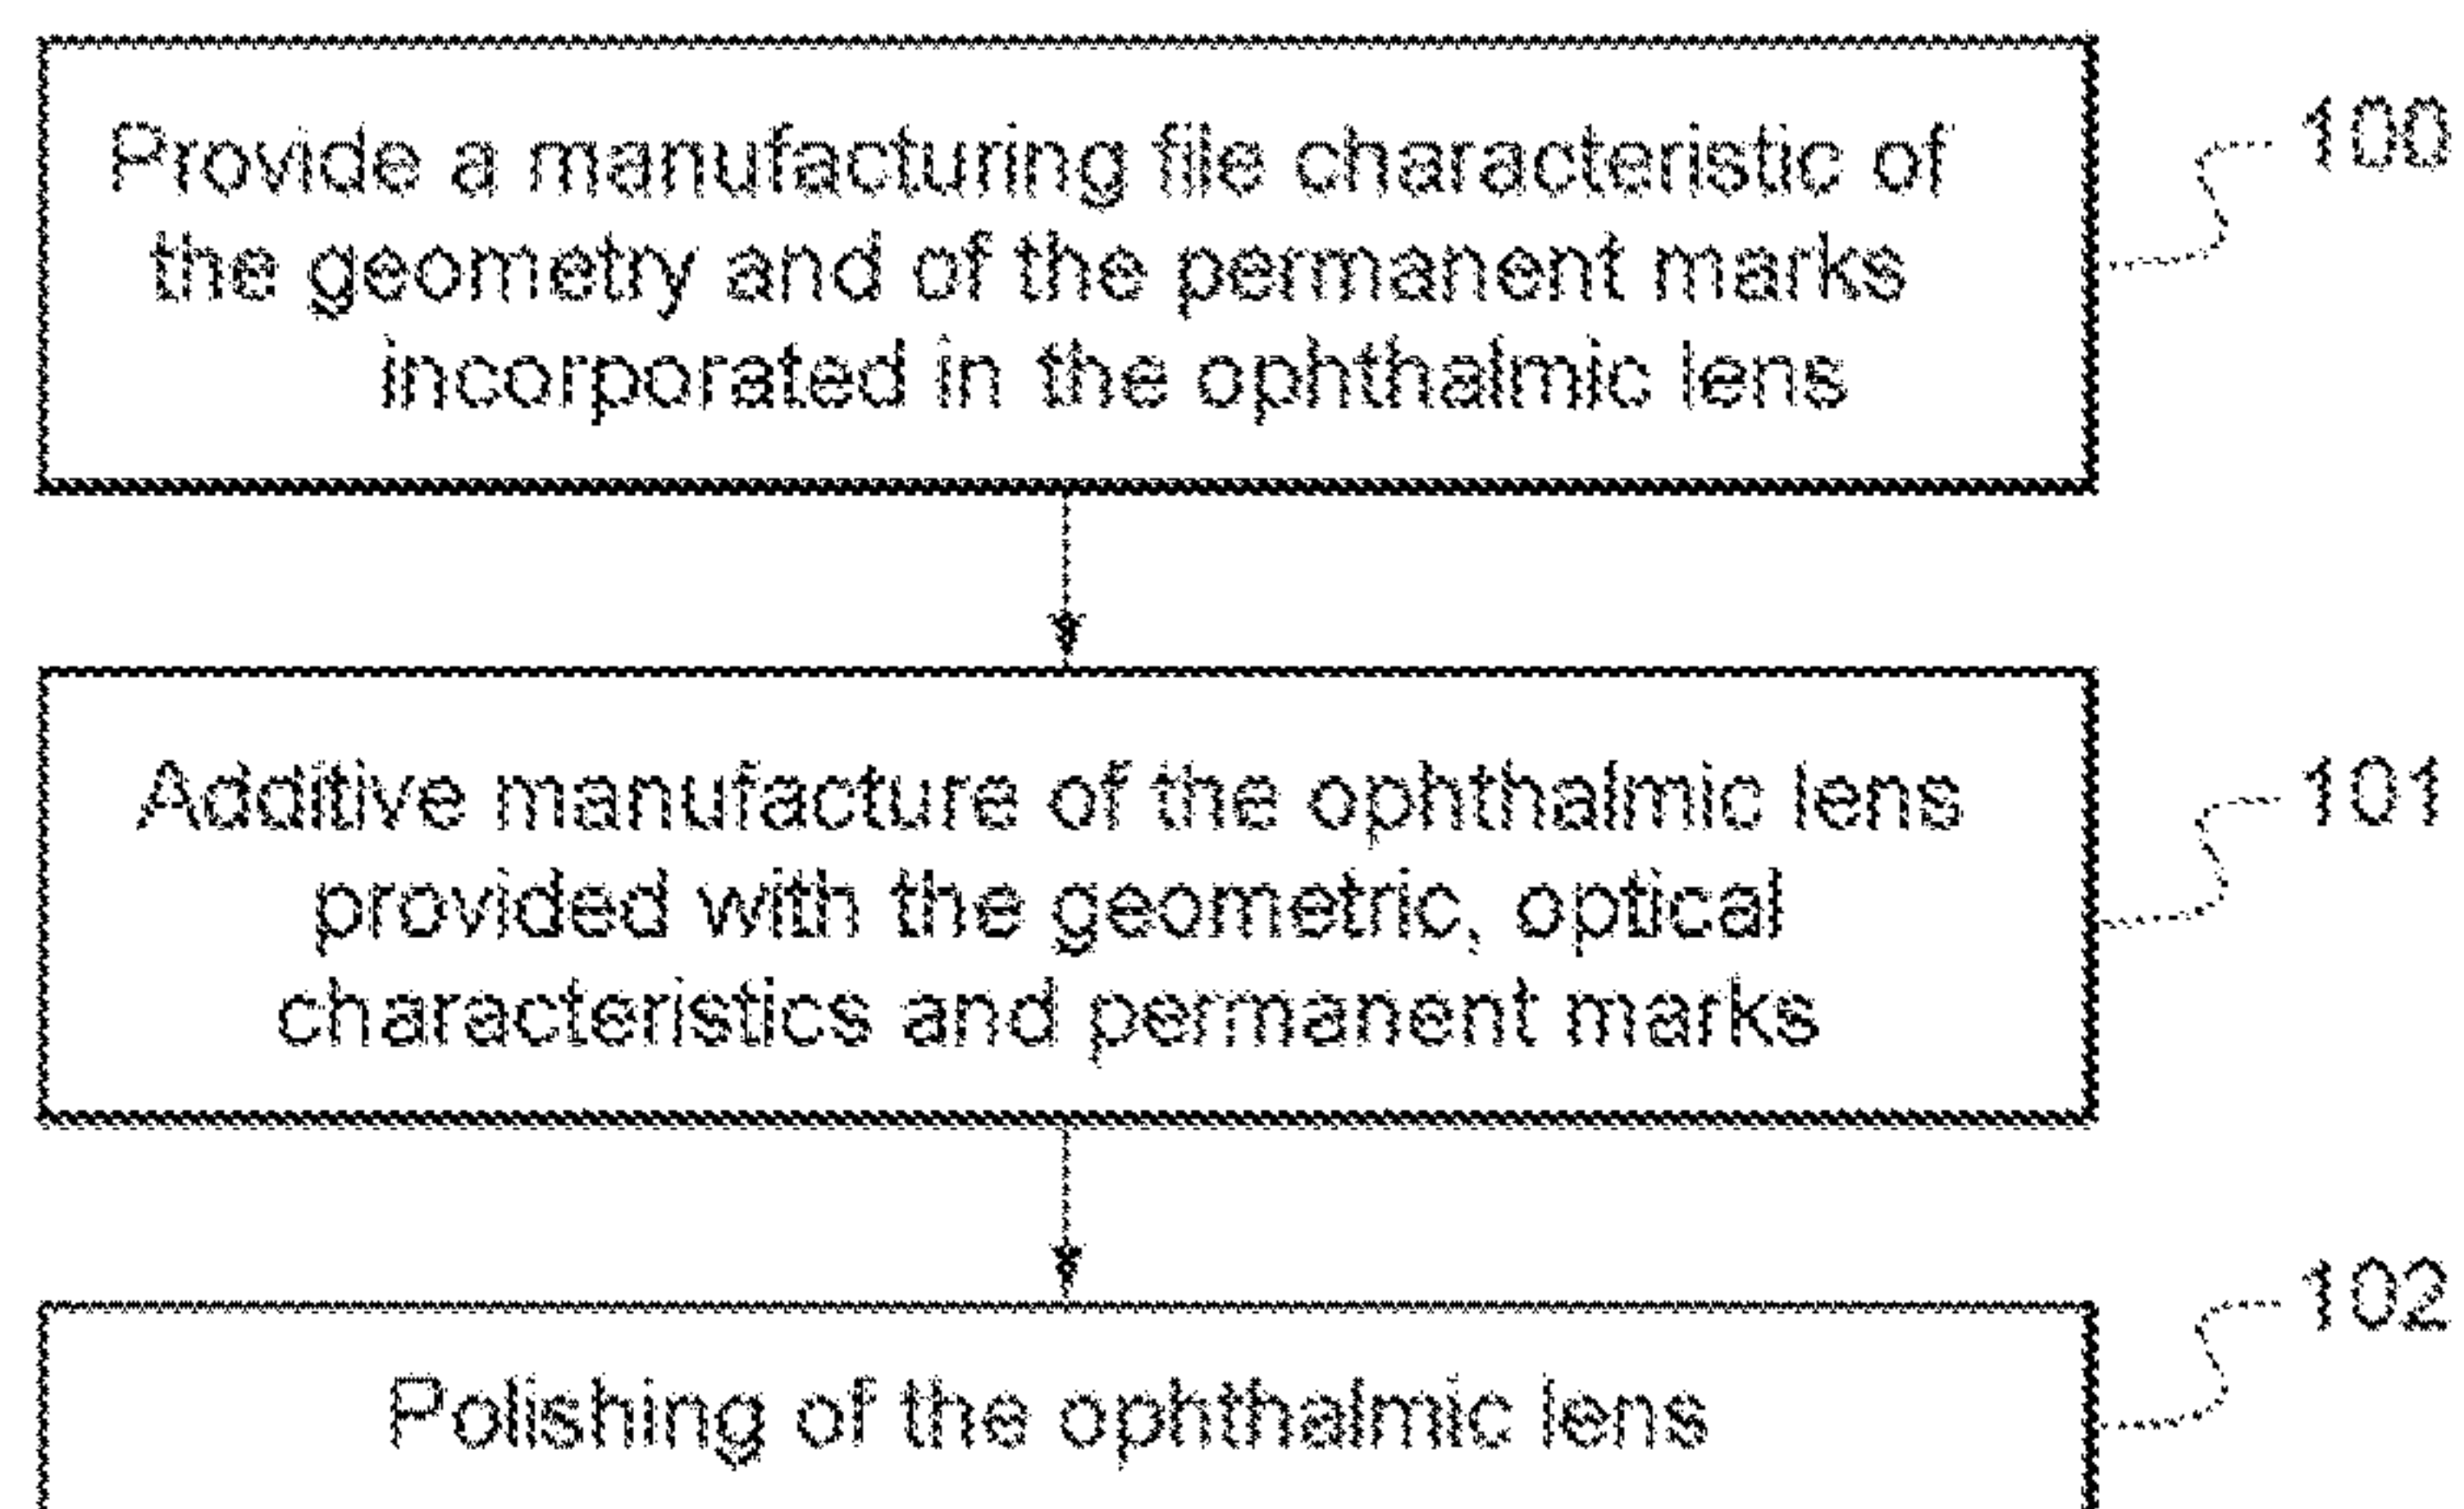 Provide a manufacturing file characteristic of
100
the geometry and of the permanent marks
incorporated in the ophthalmic lens
Additive manufacture of the ophthalmic lens
101
provided with the geometric, optical
characteristics and permanent marks
102
Polishing of the ophthalmic lens